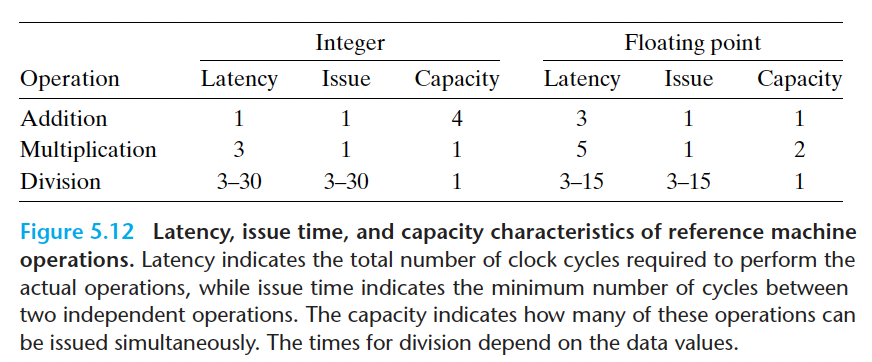 Integer Floating point
Operation Latency Issue Capacity Latency Issue Capacity
Addition 1 1 4 3 1 1
Multiplication 3 1 1 5 1 2
Division 3–30 3–30 1 3–15 3–15 1
Figure 5.12 Latency, issue time, and capacity characteristics of reference machine
operations. Latency indicates the total number of clock cycles required to perform the
actual operations, while issue time indicates the minimum number of cycles between
two independent operations. The capacity indicates how many of these operations can
be issued simultaneously. The times for division depend on the data values.